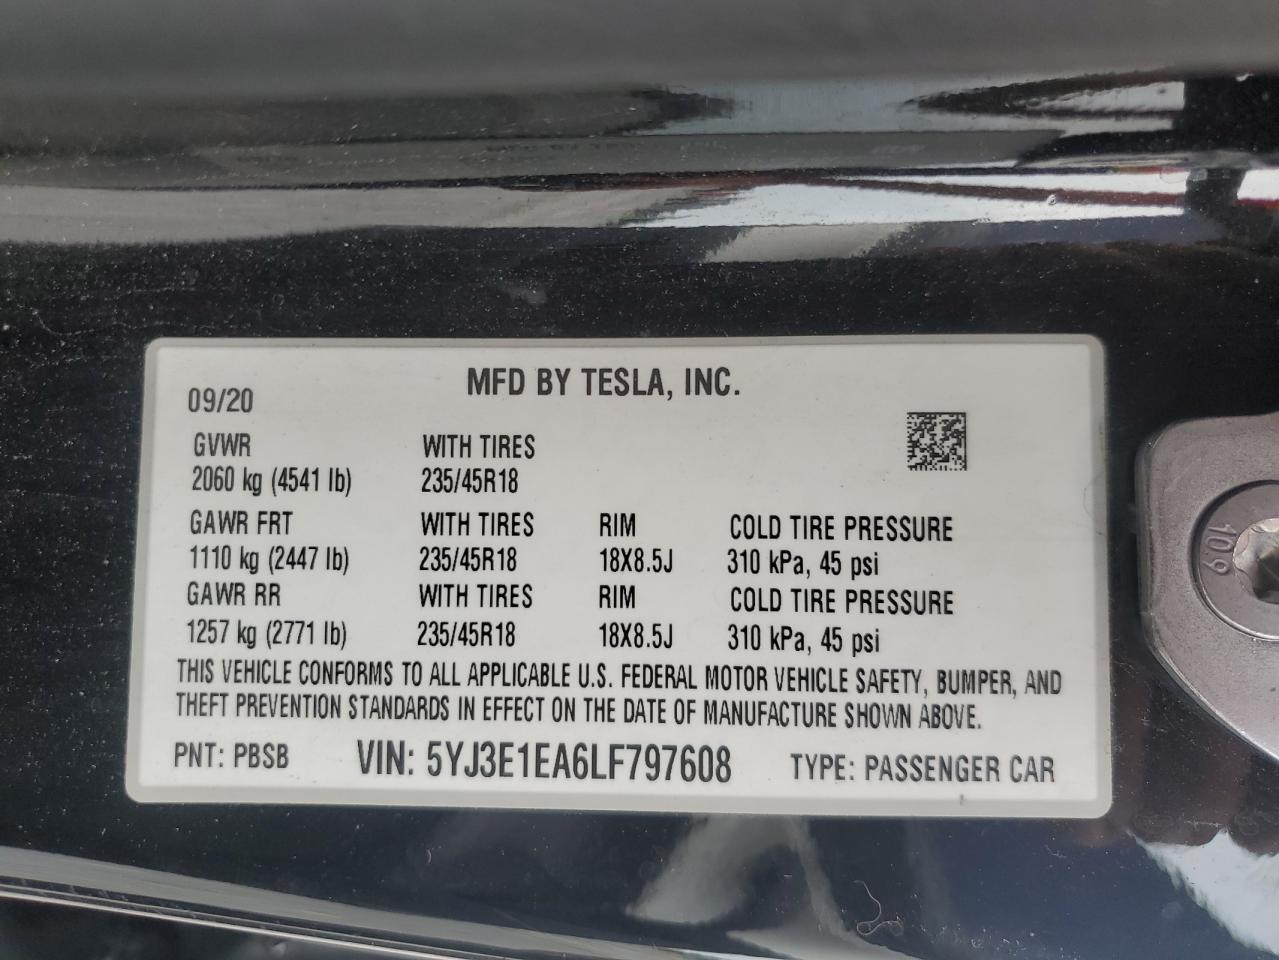 MFD BY TESLA, INC.
09/20
GVWR WITH TIRES
2060 kg (4541 lb) 235/45R18
GAWR FRT WITH TIRES RIM COLD TIRE PRESSURE
1110 kg (2447 lb) 235/45R18 18X8.5J 310 kPa, 45 psi
GAWR RR WITH TIRES RIM COLD TIRE PRESSURE
1257 kg (2771 lb) 235/45R18 18X8.5J 310 kPa, 45 psi
THIS VEHICLE CONFORMS TO ALL APPLICABLE U.S. FEDERAL MOTOR VEHICLE SAFETY, BUMPER, AND
THEFT PREVENTION STANDARDS IN EFFECT ON THE DATE OF MANUFACTURE SHOWN ABOVE.
PNT: PBSB VIN: 5YJ3E1EA6LF797608 TYPE: PASSENGER CAR
10.9